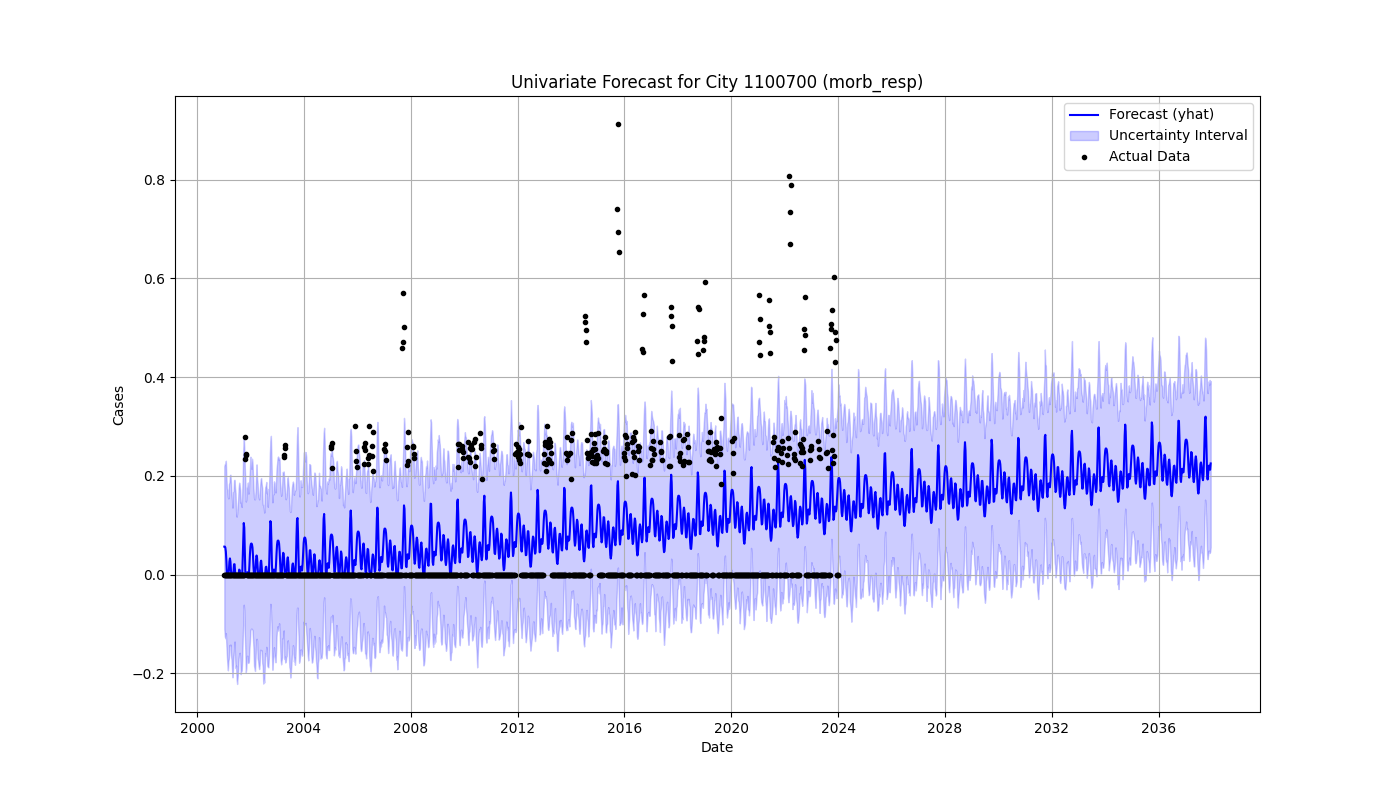 Univariate Forecast for City 1100700 (morb_resp)
Forecast (yhat)
Uncertainty Interval
Actual Data
Cases
0.8
0.6
0.4
0.2
0.0
−0.2
2000 2004 2008 2012 2016 2020 2024 2028 2032 2036
Date